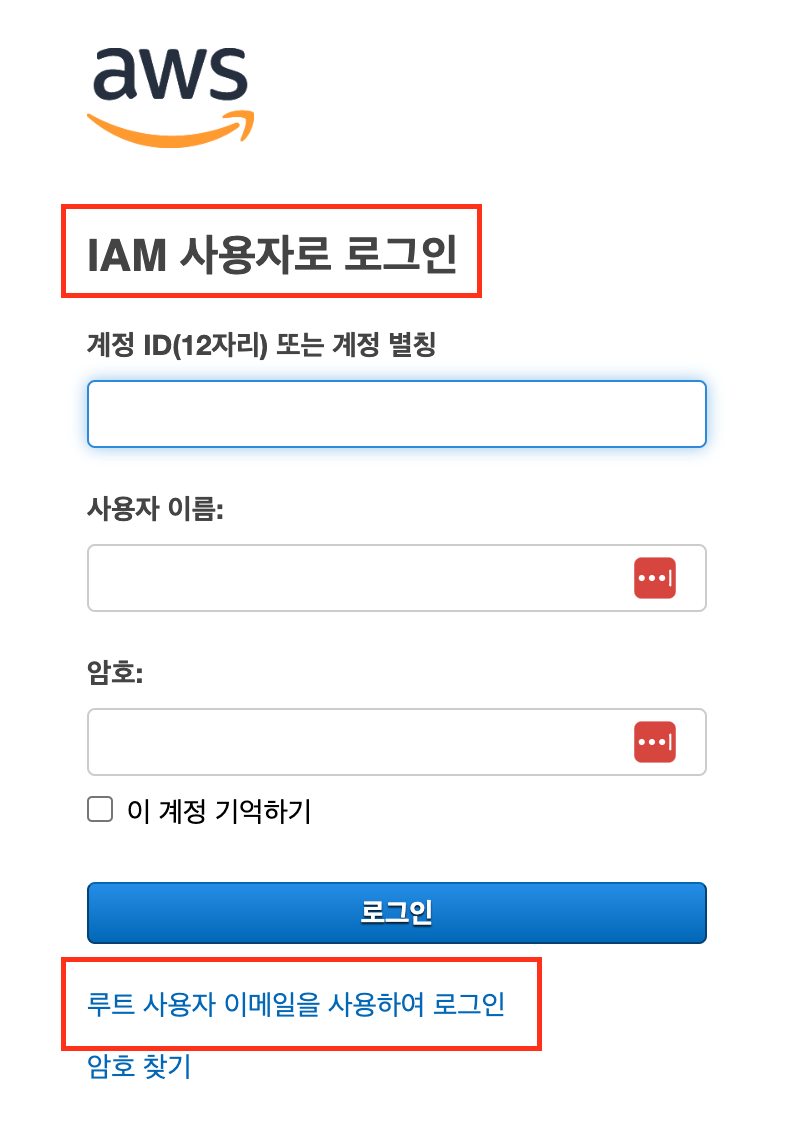 aws
IAM 사용자로 로그인
계정 ID(12자리) 또는 계정 별칭
사용자 이름:
암호:
이 계정 기억하기
로그인
루트 사용자 이메일을 사용하여 로그인
암호 찾기